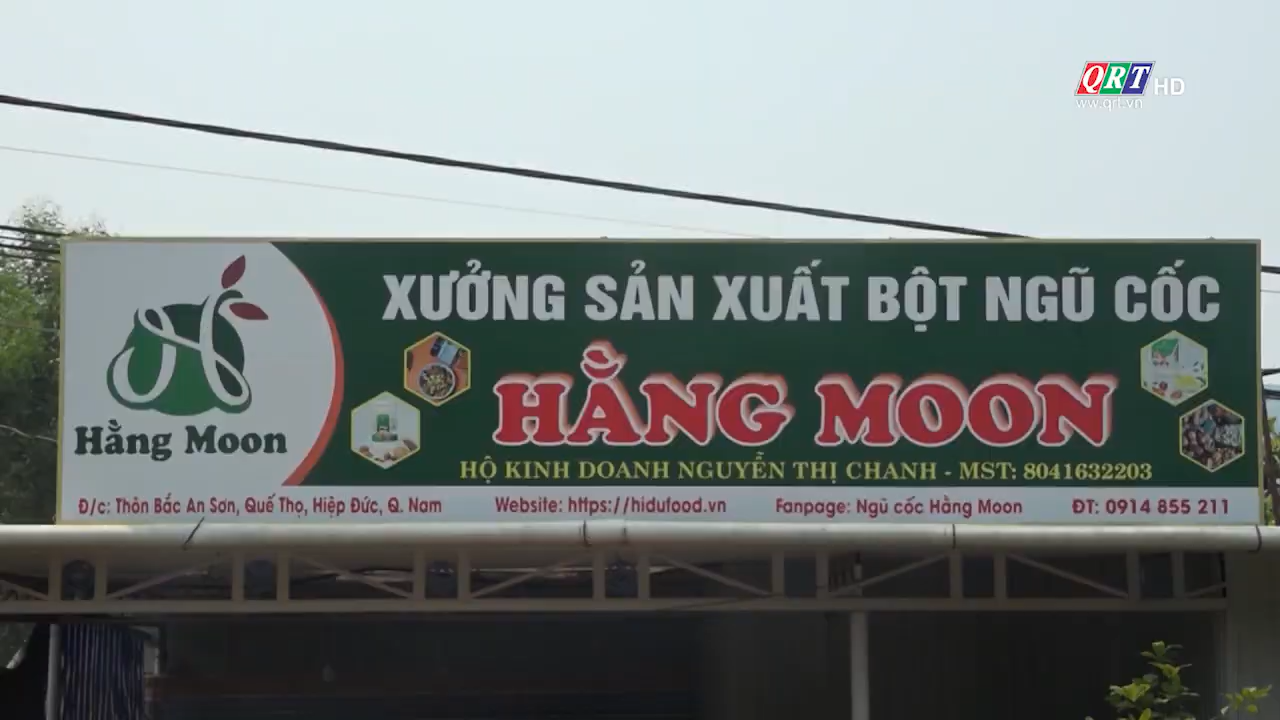 QRT HD
www.qrt.vn
XƯỞNG SẢN XUẤT BỘT NGŨ CỐC
Hằng Moon
HẰNG MOON
HỘ KINH DOANH NGUYỄN THỊ CHANH - MST: 8041632203
Đ/c: Thôn Bắc An Sơn, Quế Thọ, Hiệp Đức, Q. Nam Website: https://hidufood.vn Fanpage: Ngũ cốc Hằng Moon ĐT: 0914 855 211